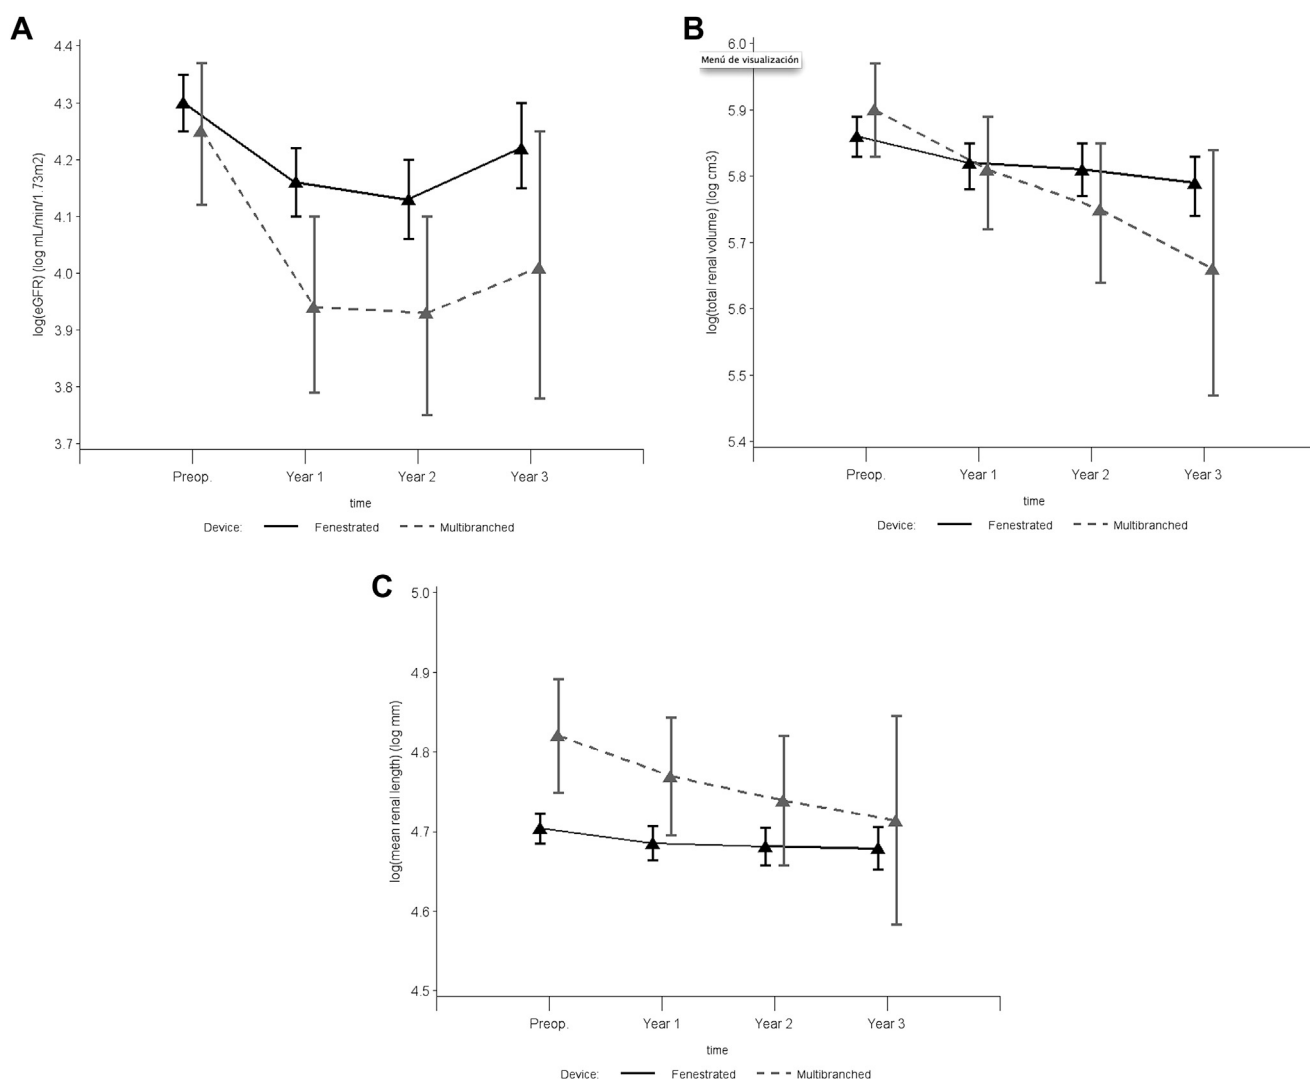 A
4.4
4.3
4.2
4.1
4.0
3.9
3.8
3.7
log(eGFR) (log mL/min/1.73m2)
Preop.
Year 1
Year 2
Year 3
time
Device:
Fenestrated
Multibranched
B
Menú de visualización
6.0
5.9
5.8
5.7
5.6
5.5
5.4
log(total renal volume) (log cm3)
Preop.
Year 1
Year 2
Year 3
time
Device:
Fenestrated
Multibranched
C
5.0
4.9
4.8
4.7
4.6
4.5
log(mean renal length) (log mm)
Preop.
Year 1
Year 2
Year 3
time
Device:
Fenestrated
Multibranched